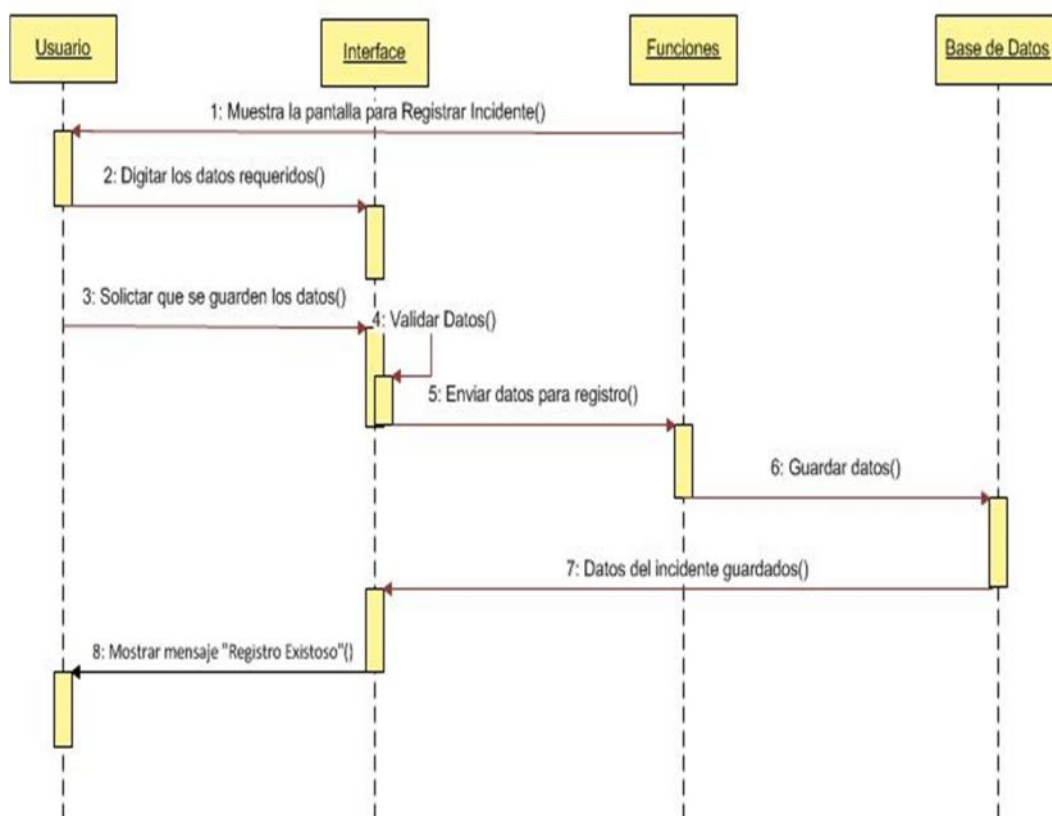 Usuario
Interface
Funciones
Base de Datos
1: Muestra la pantalla para Registrar Incidente()
2: Digitar los datos requeridos()
3: Solictar que se guarden los datos()
4: Validar Datos()
5: Enviar datos para registro()
6: Guardar datos()
7: Datos del incidente guardados()
8: Mostrar mensaje "Registro Existoso"()